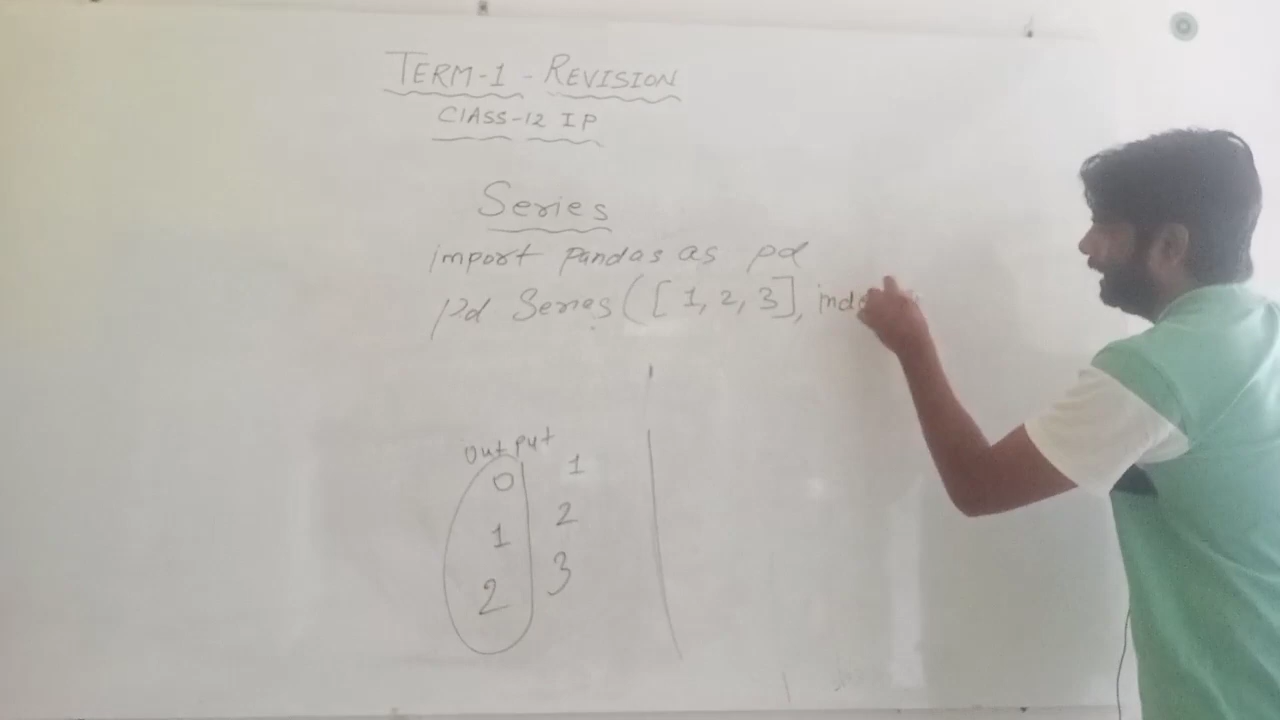 TERM-1 - REVISION
CLASS-12 IP
Series
import Pandas as pd
Pd Series ([1, 2, 3],
output
0 1
1 2
2 3